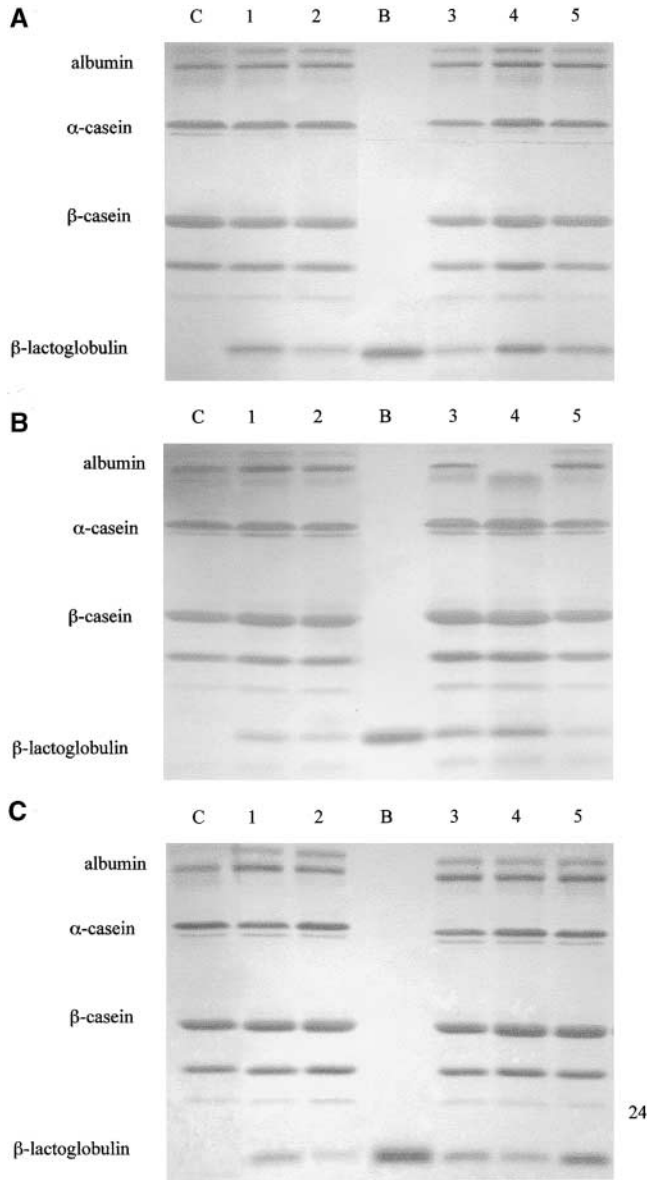 A
C 1 2 B 3 4 5
albumin
α-casein
β-casein
β-lactoglobulin
B
C 1 2 B 3 4 5
albumin
α-casein
β-casein
β-lactoglobulin
C
C 1 2 B 3 4 5
albumin
α-casein
β-casein
24
β-lactoglobulin